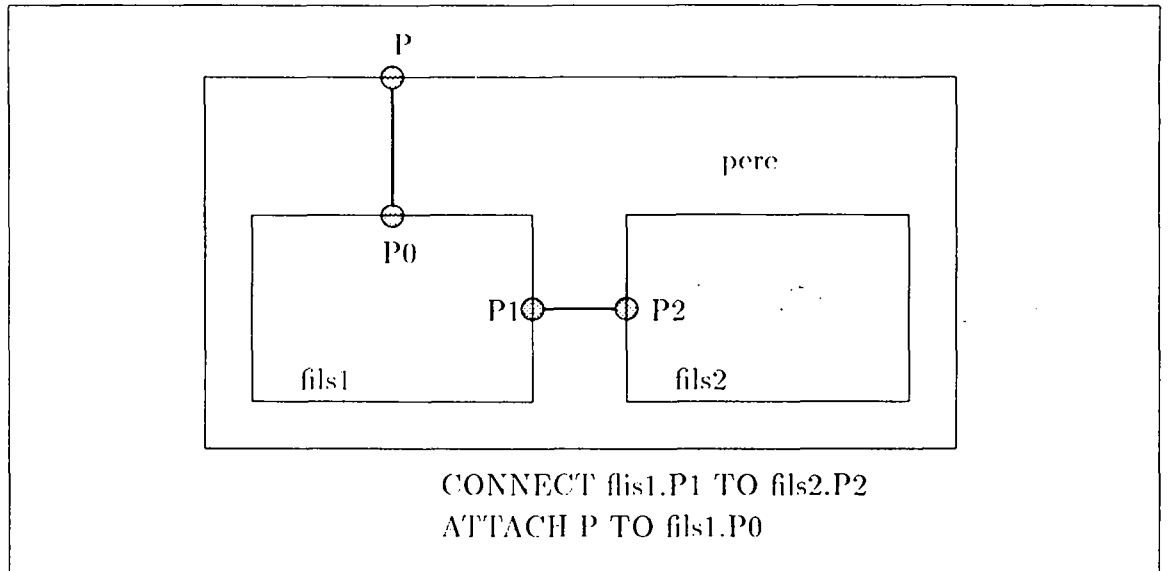 P
pere
P0
P1
P2
fils1
fils2
CONNECT flis1.P1 TO fils2.P2
ATTACH P TO fils1.P0